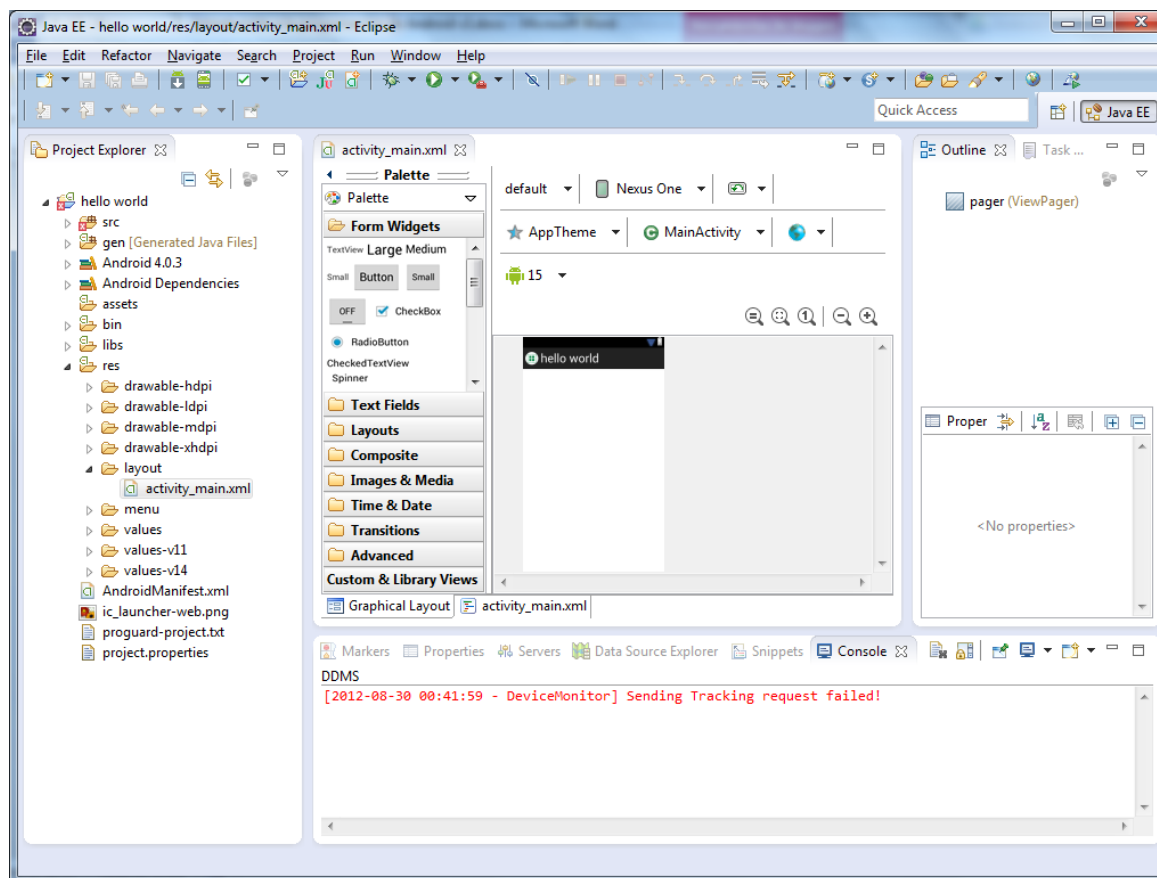 Java EE - hello world/res/layout/activity_main.xml - Eclipse
File Edit Refactor Navigate Search Project Run Window Help
Quick Access
Java EE
Project Explorer
hello world
src
gen [Generated Java Files]
Android 4.0.3
Android Dependencies
assets
bin
libs
res
drawable-hdpi
drawable-ldpi
drawable-mdpi
drawable-xhdpi
layout
activity_main.xml
menu
values
values-v11
values-v14
AndroidManifest.xml
ic_launcher-web.png
proguard-project.txt
project.properties
activity_main.xml
Palette
Palette
Form Widgets
TextView Large Medium
Small Button Small
OFF CheckBox
RadioButton
CheckedTextView
Spinner
Text Fields
Layouts
Composite
Images & Media
Time & Date
Transitions
Advanced
Custom & Library Views
default Nexus One
AppTheme MainActivity
15
hello world
Graphical Layout activity_main.xml
Outline Task ...
pager (ViewPager)
Proper
<No properties>
Markers Properties Servers Data Source Explorer Snippets Console
DDMS
[2012-08-30 00:41:59 - DeviceMonitor] Sending Tracking request failed!